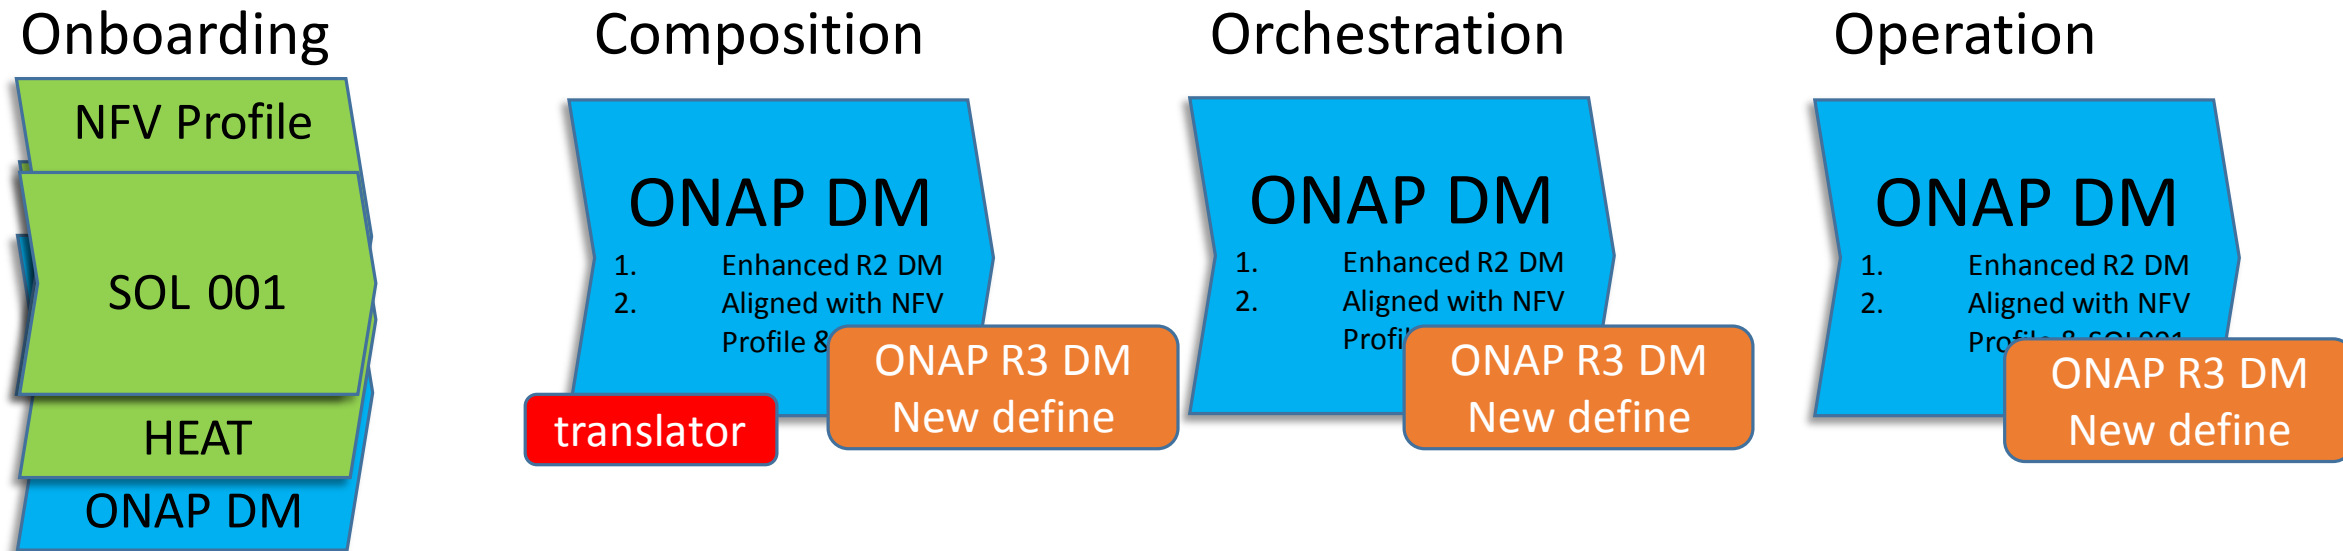 Onboarding
NFV Profile
SOL 001
HEAT
ONAP DM
Composition
ONAP DM
1. Enhanced R2 DM
2. Aligned with NFV
Profile &
translator
ONAP R3 DM
New define
Orchestration
ONAP DM
1. Enhanced R2 DM
2. Aligned with NFV
ONAP R3 DM
New define
Operation
ONAP DM
1. Enhanced R2 DM
2. Aligned with NFV
Profile & SOL001
ONAP R3 DM
New define